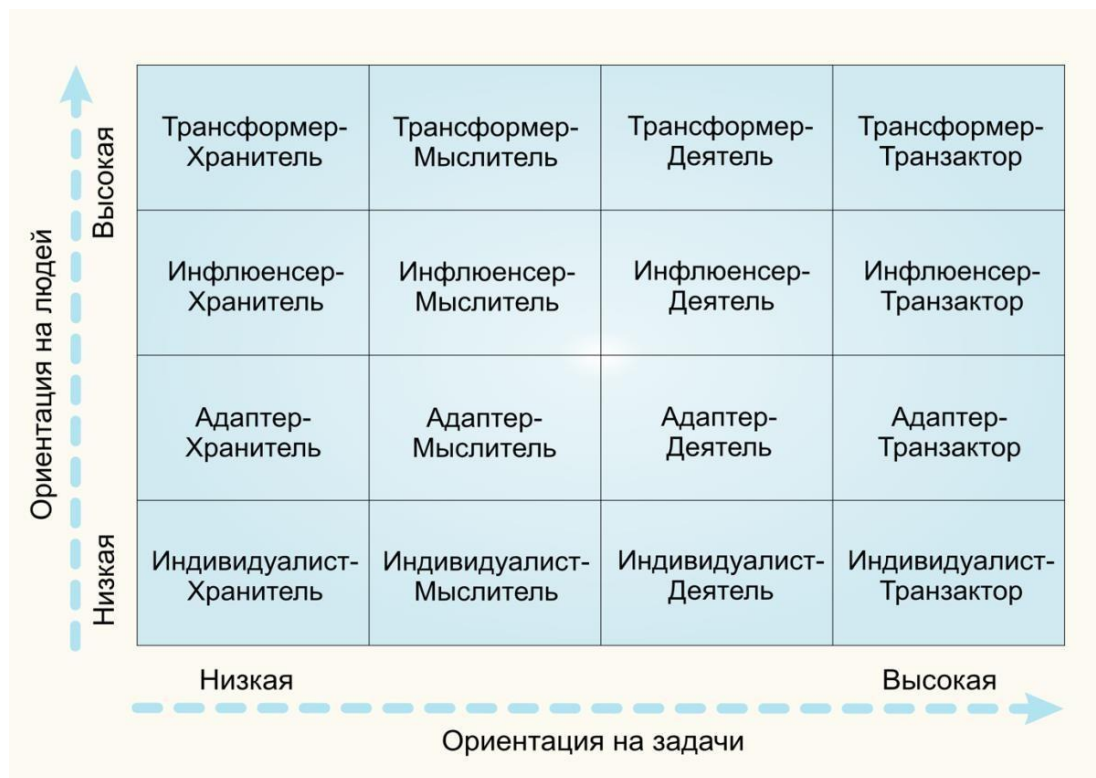 Ориентация на людей
Высокая
Низкая
Трансформер-
Хранитель
Трансформер-
Мыслитель
Трансформер-
Деятель
Трансформер-
Транзактор
Инфлюенсер-
Хранитель
Инфлюенсер-
Мыслитель
Инфлюенсер-
Деятель
Инфлюенсер-
Транзактор
Адаптер-
Хранитель
Адаптер-
Мыслитель
Адаптер-
Деятель
Адаптер-
Транзактор
Индивидуалист-
Хранитель
Индивидуалист-
Мыслитель
Индивидуалист-
Деятель
Индивидуалист-
Транзактор
Низкая
Высокая
Ориентация на задачи